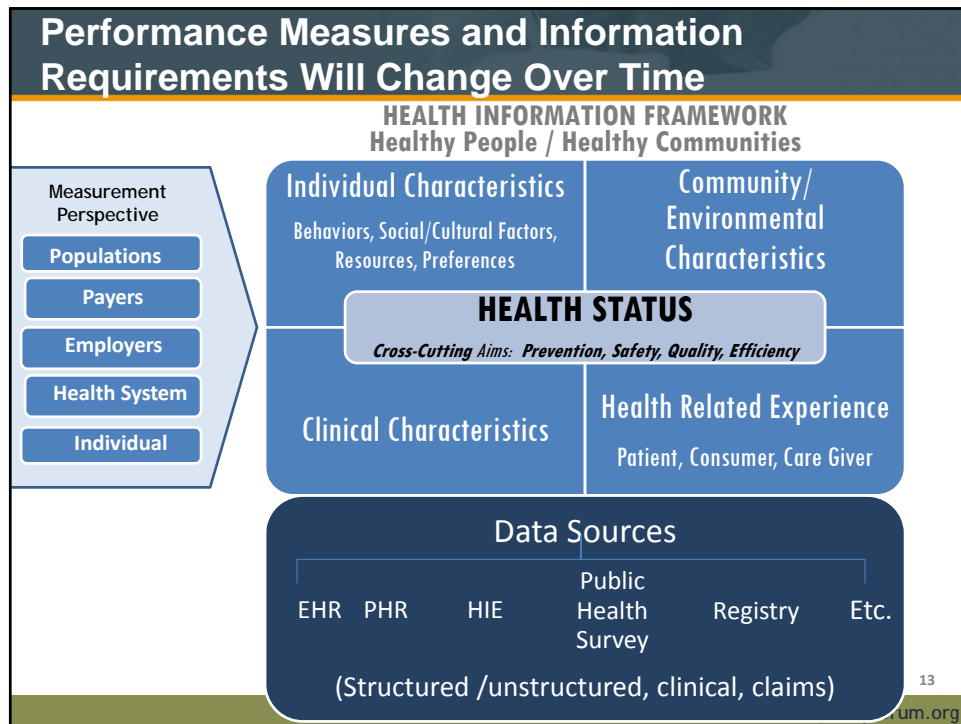 Performance Measures and Information
Requirements Will Change Over Time
HEALTH INFORMATION FRAMEWORK
Healthy People / Healthy Communities
Measurement
Perspective
Populations
Payers
Employers
Health System
Individual
Individual Characteristics
Behaviors, Social/Cultural Factors,
Resources, Preferences
Community/
Environmental
Characteristics
HEALTH STATUS
Cross-Cutting Aims: Prevention, Safety, Quality, Efficiency
Clinical Characteristics
Health Related Experience
Patient, Consumer, Care Giver
Data Sources
EHR PHR HIE
Public
Health
Survey
Registry Etc.
(Structured /unstructured, clinical, claims)
13
rum.org